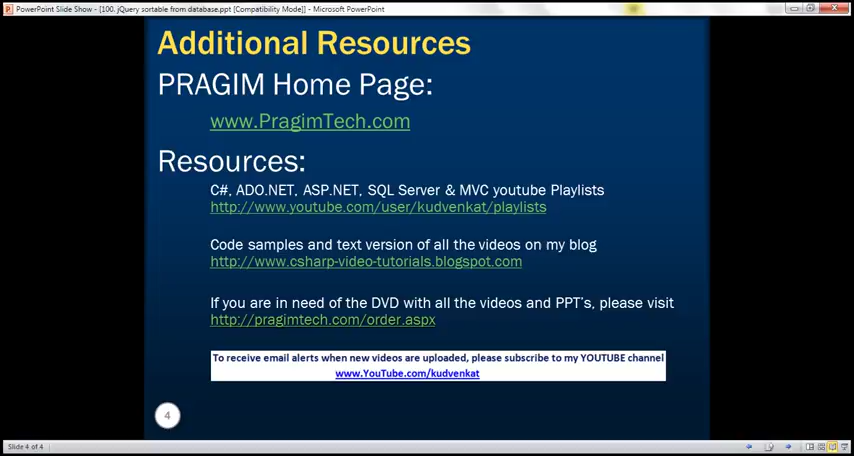 PowerPoint Slide Show - [100. jQuery sortable from database.ppt [Compatibility Mode]] - Microsoft PowerPoint
Additional Resources
PRAGIM Home Page:
www.PragimTech.com
Resources:
C#, ADO.NET, ASP.NET, SQL Server & MVC youtube Playlists
http://www.youtube.com/user/kudvenkat/playlists
Code samples and text version of all the videos on my blog
http://www.csharp-video-tutorials.blogspot.com
If you are in need of the DVD with all the videos and PPT's, please visit
http://pragimtech.com/order.aspx
To receive email alerts when new videos are uploaded, please subscribe to my YOUTUBE channel
www.YouTube.com/kudvenkat
4
Slide 4 of 4